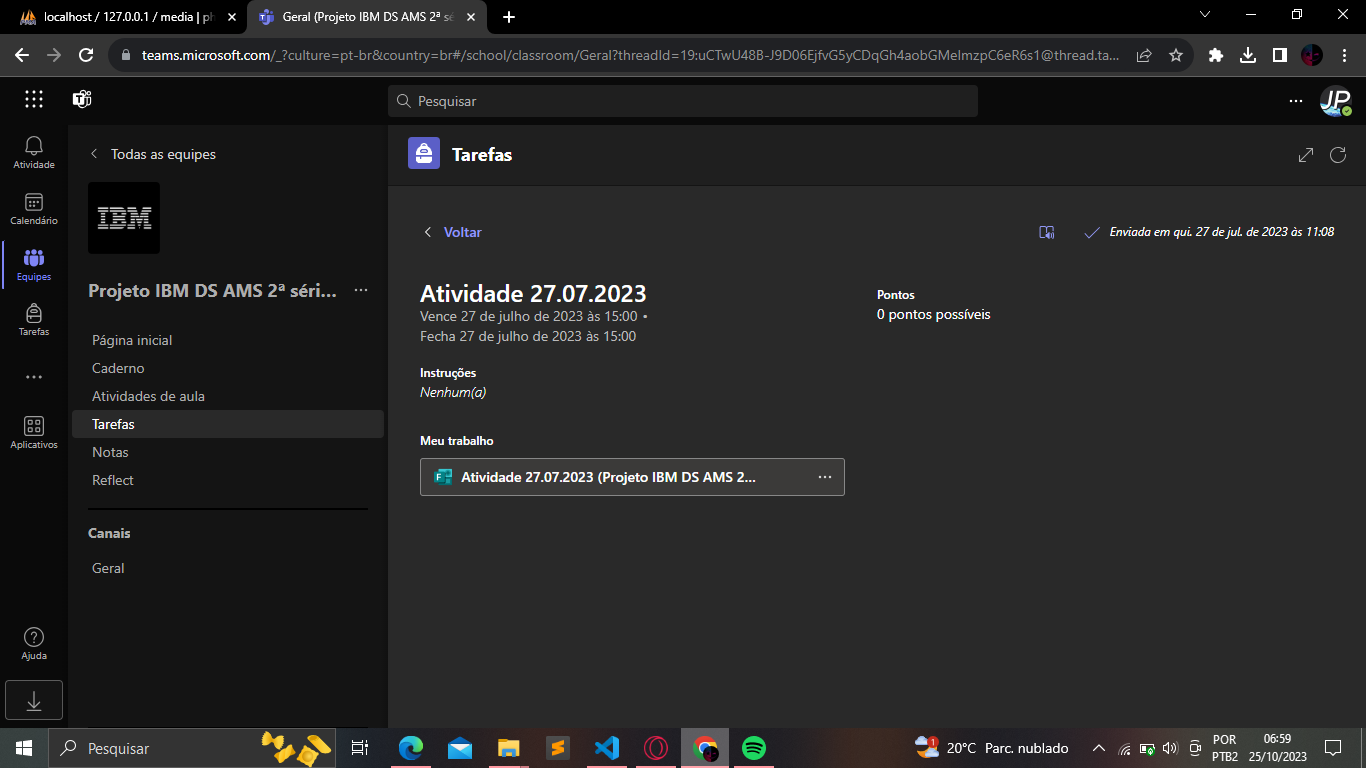 localhost / 127.0.0.1 / media | ph
Geral (Projeto IBM DS AMS 2ª sé
teams.microsoft.com/_?culture=pt-br&country=br#/school/classroom/Geral?threadId=19:uCTwU48B-J9D06EjfvG5yCDqGh4aobGMeImzpC6eR6s1@thread.ta...
Pesquisar
JP
Atividade
Calendário
Equipes
Tarefas
Aplicativos
Ajuda
Todas as equipes
IBM
Projeto IBM DS AMS 2ª séri...
Página inicial
Caderno
Atividades de aula
Tarefas
Notas
Reflect
Canais
Geral
Tarefas
Voltar
Enviada em qui. 27 de jul. de 2023 às 11:08
Atividade 27.07.2023
Vence 27 de julho de 2023 às 15:00 •
Fecha 27 de julho de 2023 às 15:00
Pontos
0 pontos possíveis
Instruções
Nenhum(a)
Meu trabalho
Atividade 27.07.2023 (Projeto IBM DS AMS 2...
Pesquisar
1
20°C Parc. nublado
POR
PTB2
06:59
25/10/2023